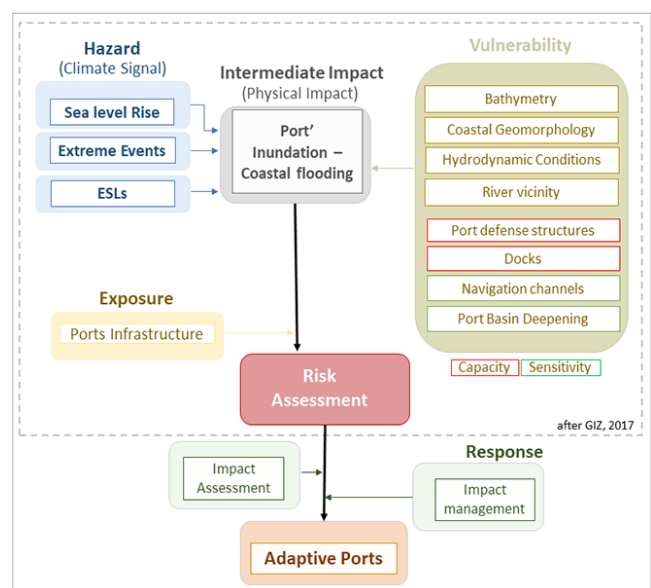 Hazard
(Climate Signal)
Sea level Rise
Extreme Events
ESLs
Intermediate Impact
(Physical Impact)
Port'
Inundation –
Coastal flooding
Vulnerability
Bathymetry
Coastal Geomorphology
Hydrodynamic Conditions
River vicinity
Port defense structures
Docks
Navigation channels
Port Basin Deepening
Capacity
Sensitivity
Exposure
Ports Infrastructure
Risk
Assessment
after GIZ, 2017
Impact
Assessment
Response
Impact
management
Adaptive Ports